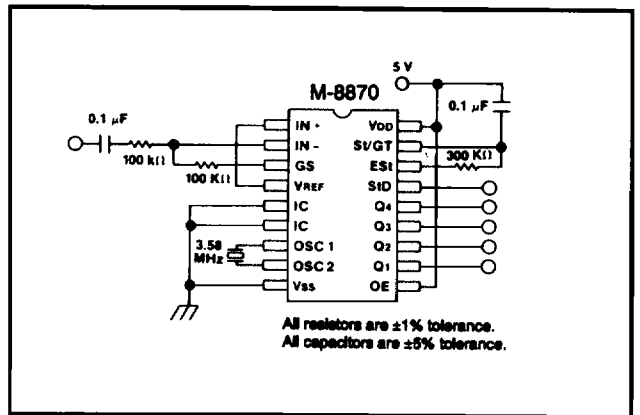 5 V
M-8870
0.1 µF
0.1 µF
100 kΩ
100 KΩ
300 KΩ
3.58
MHz
IN +
IN -
GS
VREF
IC
IC
OSC 1
OSC 2
Vss
VDD
St/GT
ESt
StD
Q4
Q3
Q2
Q1
OE
All resistors are ±1% tolerance.
All capacitors are ±5% tolerance.